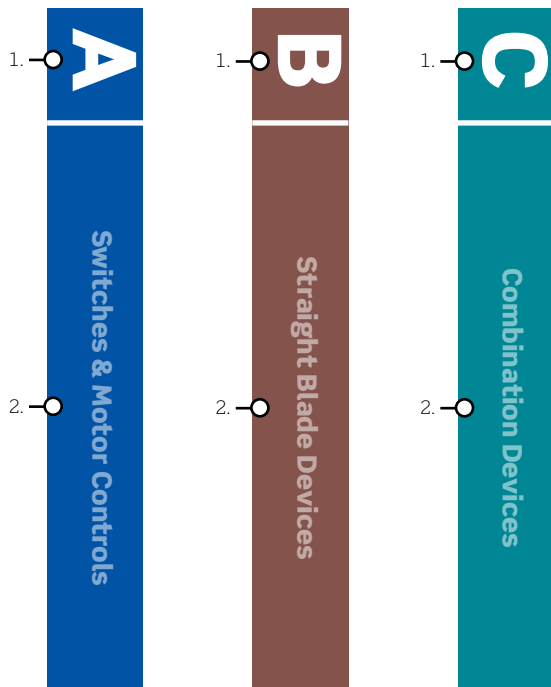 1.
A
2.
Switches & Motor Controls
1.
B
2.
Straight Blade Devices
1.
C
2.
Combination Devices